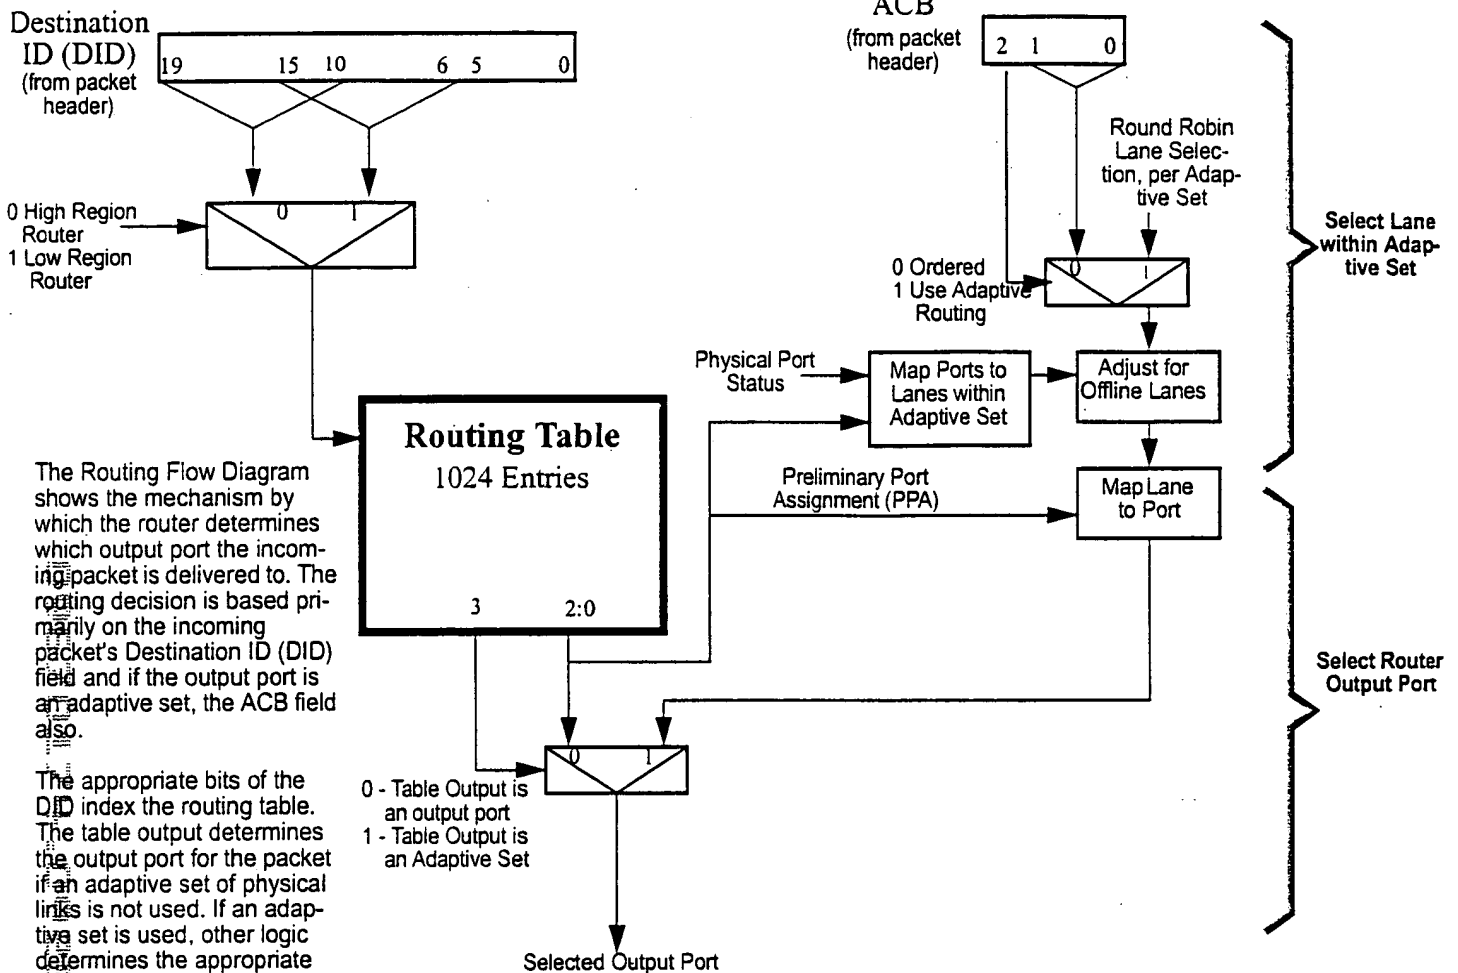 Destination
ID (DID)
(from packet
header)
19 15 10 6 5 0
ACB
(from packet
header)
2 1 0
Round Robin
Lane Selec-
tion, per Adap-
tive Set
0 High Region
Router
1 Low Region
Router
0 1
0 Ordered
1 Use Adaptive
Routing
0 1
Select Lane
within Adap-
tive Set
Physical Port
Status
Map Ports to
Lanes within
Adaptive Set
Adjust for
Offline Lanes
Routing Table
1024 Entries
3 2:0
Preliminary Port
Assignment (PPA)
Map Lane
to Port
The Routing Flow Diagram
shows the mechanism by
which the router determines
which output port the incom-
ing packet is delivered to. The
routing decision is based pri-
marily on the incoming
packet's Destination ID (DID)
field and if the output port is
an adaptive set, the ACB field
also.
The appropriate bits of the
DID index the routing table.
The table output determines
the output port for the packet
if an adaptive set of physical
links is not used. If an adap-
tive set is used, other logic
determines the appropriate
Select Router
Output Port
0 1
0 - Table Output is
an output port
1 - Table Output is
an Adaptive Set
Selected Output Port